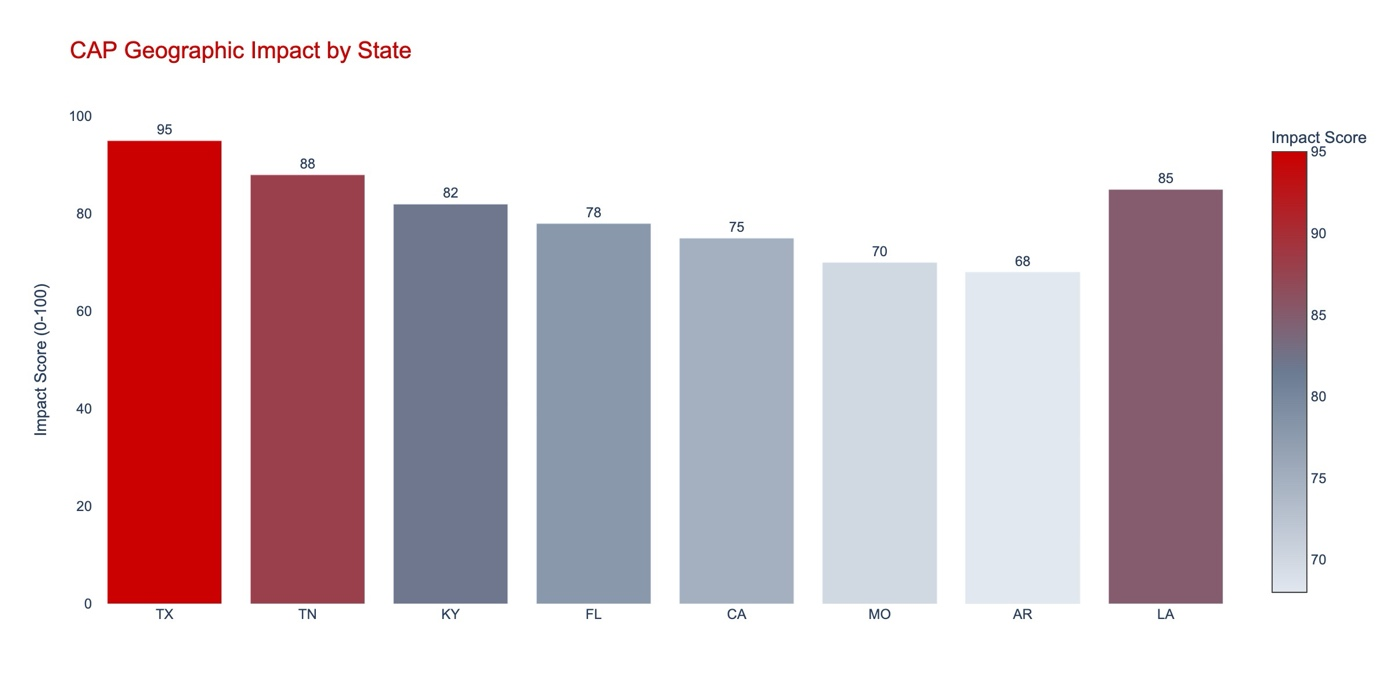 CAP Geographic Impact by State
Impact Score (0-100)
100
80
60
40
20
0
95
88
82
78
75
70
68
85
TX
TN
KY
FL
CA
MO
AR
LA
Impact Score
95
90
85
80
75
70